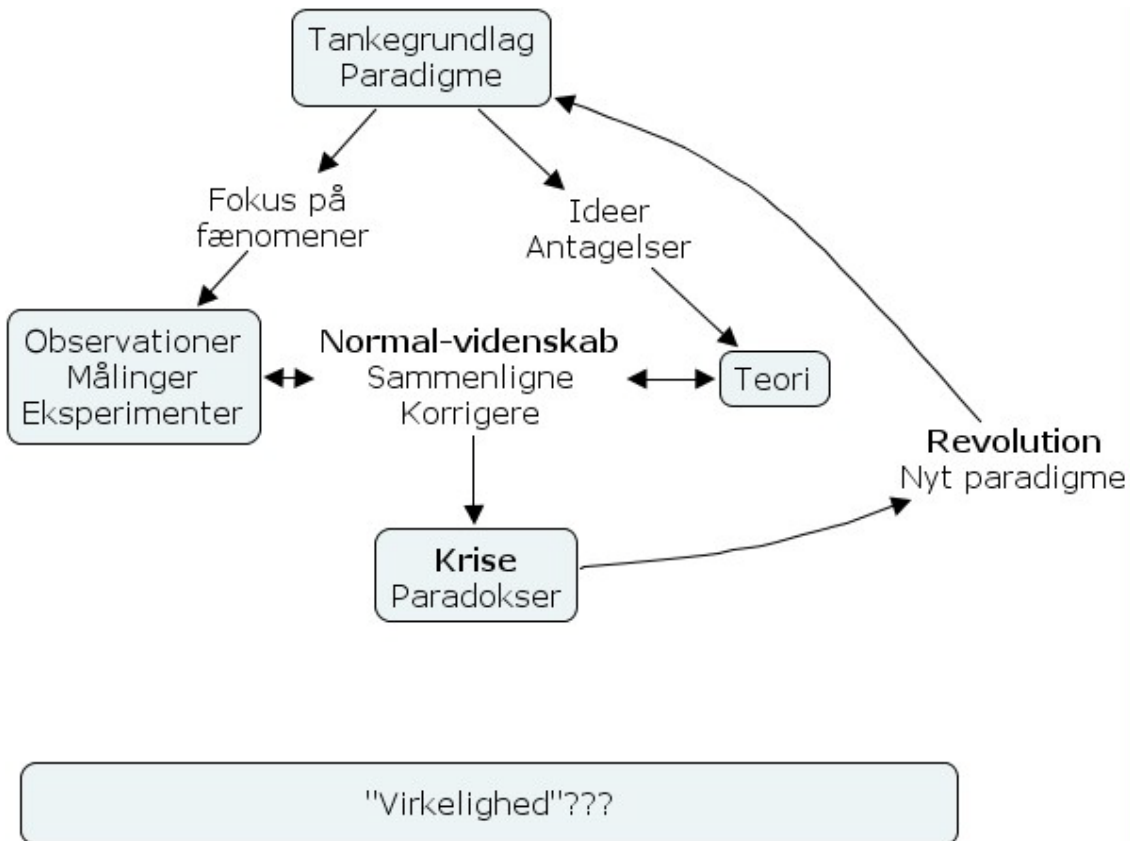 Tankegrundlag
Paradigme
Fokus på
fænomener
Ideer
Antagelser
Observationer
Målinger
Eksperimenter
Normal-videnskab
Sammenligne
Korrigere
Teori
Revolution
Nyt paradigme
Krise
Paradokser
"Virkelighed"???